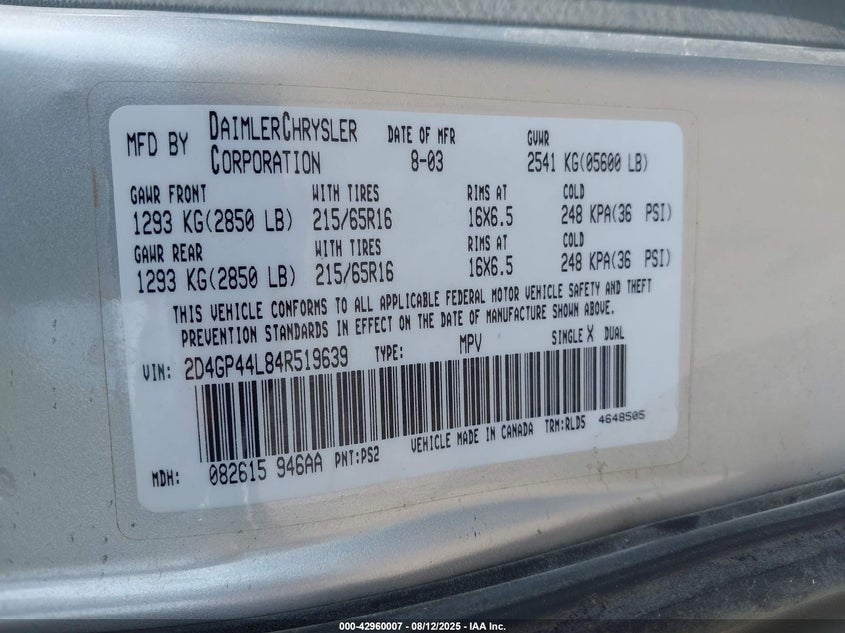 MFD BY DAIMLERCHRYSLER CORPORATION DATE OF MFR 8-03 GVWR 2541 KG(05600 LB)
GAWR FRONT WITH TIRES RIMS AT COLD
1293 KG(2850 LB) 215/65R16 16X6.5 248 KPA(36 PSI)
GAWR REAR WITH TIRES RIMS AT COLD
1293 KG(2850 LB) 215/65R16 16X6.5 248 KPA(36 PSI)
THIS VEHICLE CONFORMS TO ALL APPLICABLE FEDERAL MOTOR VEHICLE SAFETY AND THEFT
PREVENTION STANDARDS IN EFFECT ON THE DATE OF MANUFACTURE SHOWN ABOVE.
VIN: 2D4GP44L84R519639 TYPE: MPV SINGLE X DUAL
MDH: 082615 946AA PNT:PS2 VEHICLE MADE IN CANADA TRM:RLD5 4648505
000-42960007 - 08/12/2025 - IAA Inc.